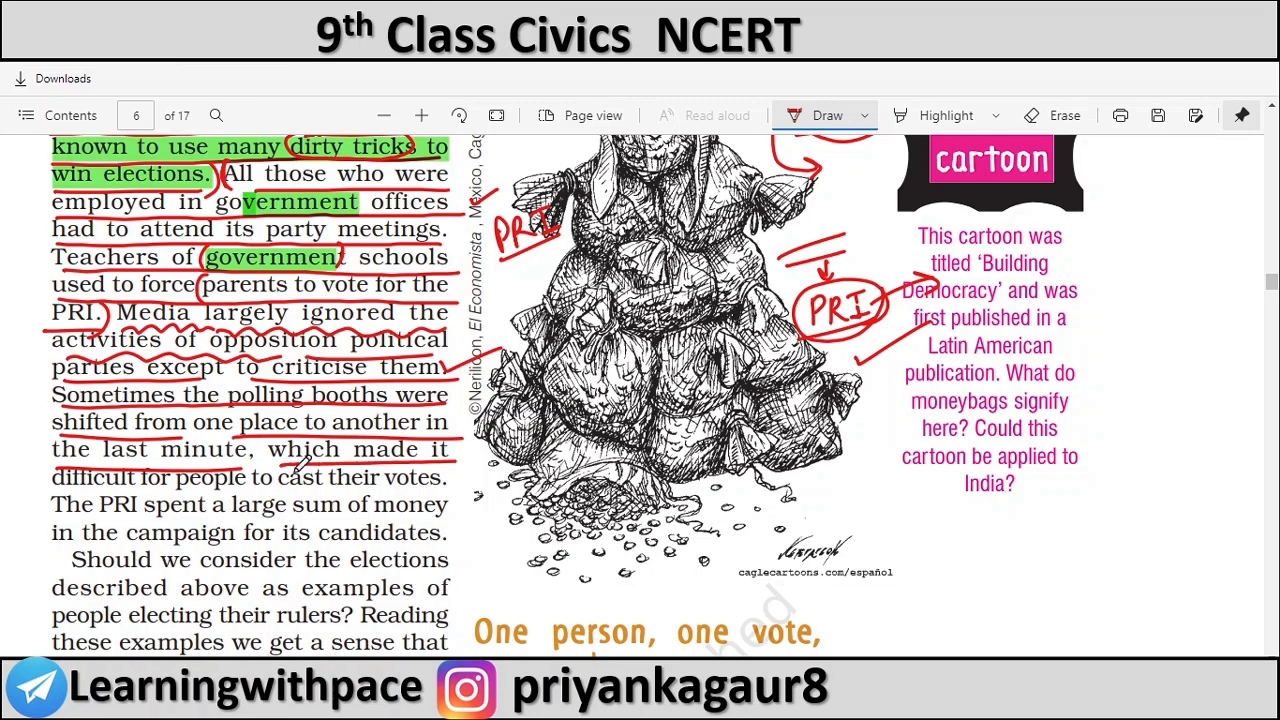 9th Class Civics NCERT
Downloads
Contents 6 of 17 Page view Read aloud Draw Highlight Erase
known to use many dirty tricks to
win elections. All those who were
employed in government offices
had to attend its party meetings.
Teachers of government schools
used to force parents to vote for the
PRI. Media largely ignored the
activities of opposition political
parties except to criticise them.
Sometimes the polling booths were
shifted from one place to another in
the last minute, which made it
difficult for people to cast their votes.
The PRI spent a large sum of money
in the campaign for its candidates.
Should we consider the elections
described above as examples of
people electing their rulers? Reading
these examples we get a sense that
©Nerilicon, El Economista , Mexico, Cag
PRI
PRI
caglecartoons.com/español
One person, one vote,
cartoon
This cartoon was
titled ‘Building
Democracy’ and was
first published in a
Latin American
publication. What do
moneybags signify
here? Could this
cartoon be applied to
India?
Learningwithpace priyankagaur8